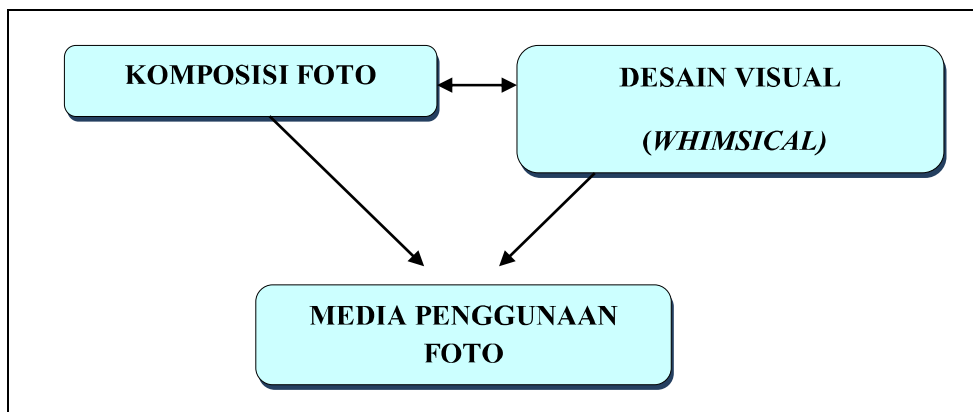 KOMPOSISI FOTO
DESAIN VISUAL
(WHIMSICAL)
MEDIA PENGGUNAAN
FOTO